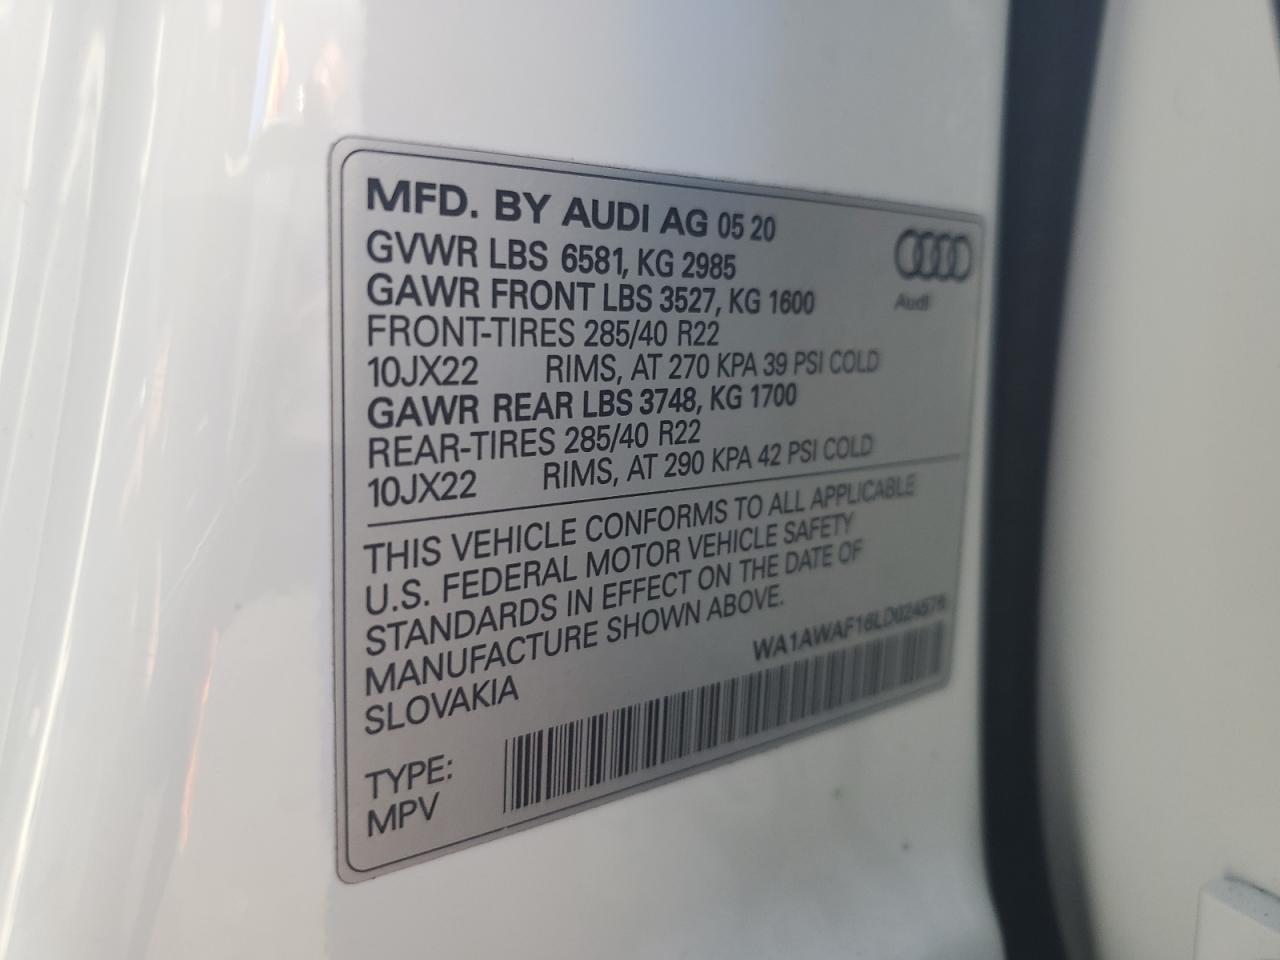 MFD. BY AUDI AG 05 20
GVWR LBS 6581, KG 2985
GAWR FRONT LBS 3527, KG 1600
FRONT-TIRES 285/40 R22
10JX22 RIMS, AT 270 KPA 39 PSI COLD
GAWR REAR LBS 3748, KG 1700
REAR-TIRES 285/40 R22
10JX22 RIMS, AT 290 KPA 42 PSI COLD
Audi
THIS VEHICLE CONFORMS TO ALL APPLICABLE
U.S. FEDERAL MOTOR VEHICLE SAFETY
STANDARDS IN EFFECT ON THE DATE OF
MANUFACTURE SHOWN ABOVE.
SLOVAKIA
TYPE:
MPV